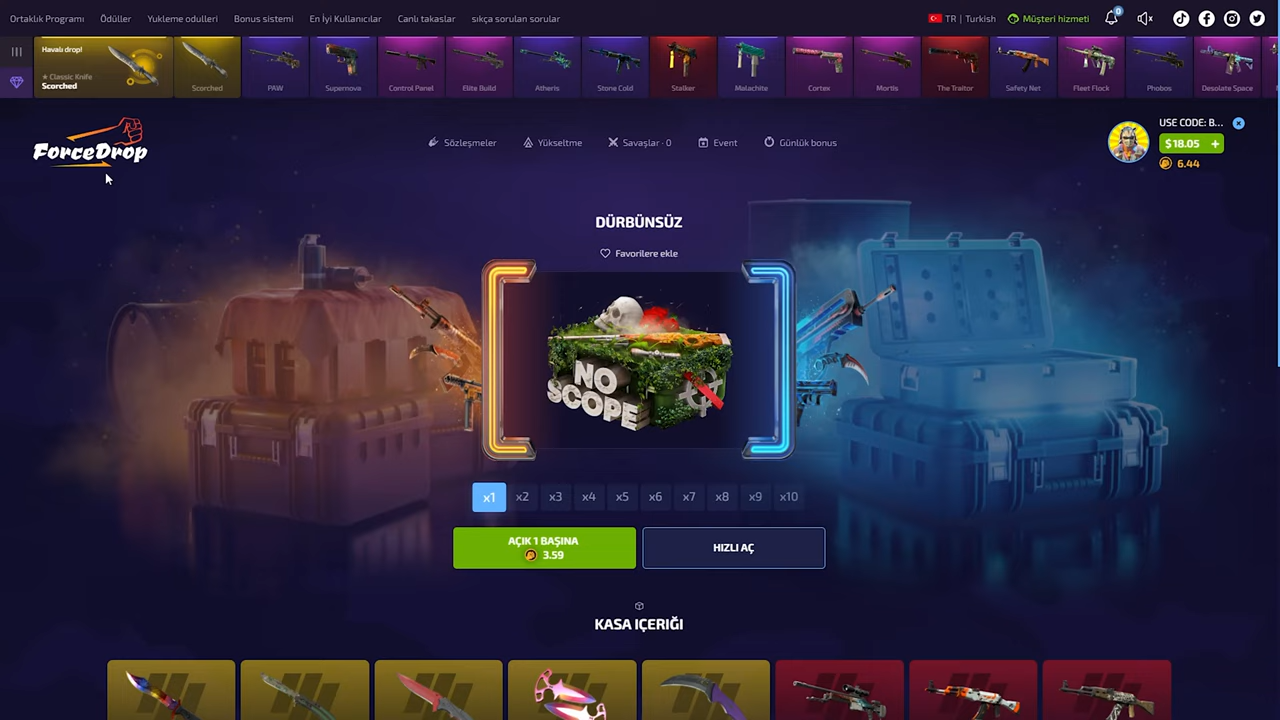 Ortaklık Programı Ödüller Yukleme odulleri Bonus sistemi En İyi Kullanıcılar Canlı takaslar sıkça sorulan sorular TR | Turkish Müşteri hizmeti 0
Havalı drop!
★ Classic Knife
Scorched
Scorched PAW Supernova Control Panel Elite Build Atheris Stone Cold Stalker Malachite Cortex Mortis The Traitor Safety Net Fleet Flock Phobos Desolate Space
ForceDrop
Sözleşmeler Yükseltme Savaşlar · 0 Event Günlük bonus
USE CODE: B...
$18.05 +
6.44
DÜRBÜNSÜZ
Favorilere ekle
NO
SCOPE
x1 x2 x3 x4 x5 x6 x7 x8 x9 x10
AÇIK 1 BAŞINA
3.59
HIZLI AÇ
KASA IÇERIĞI